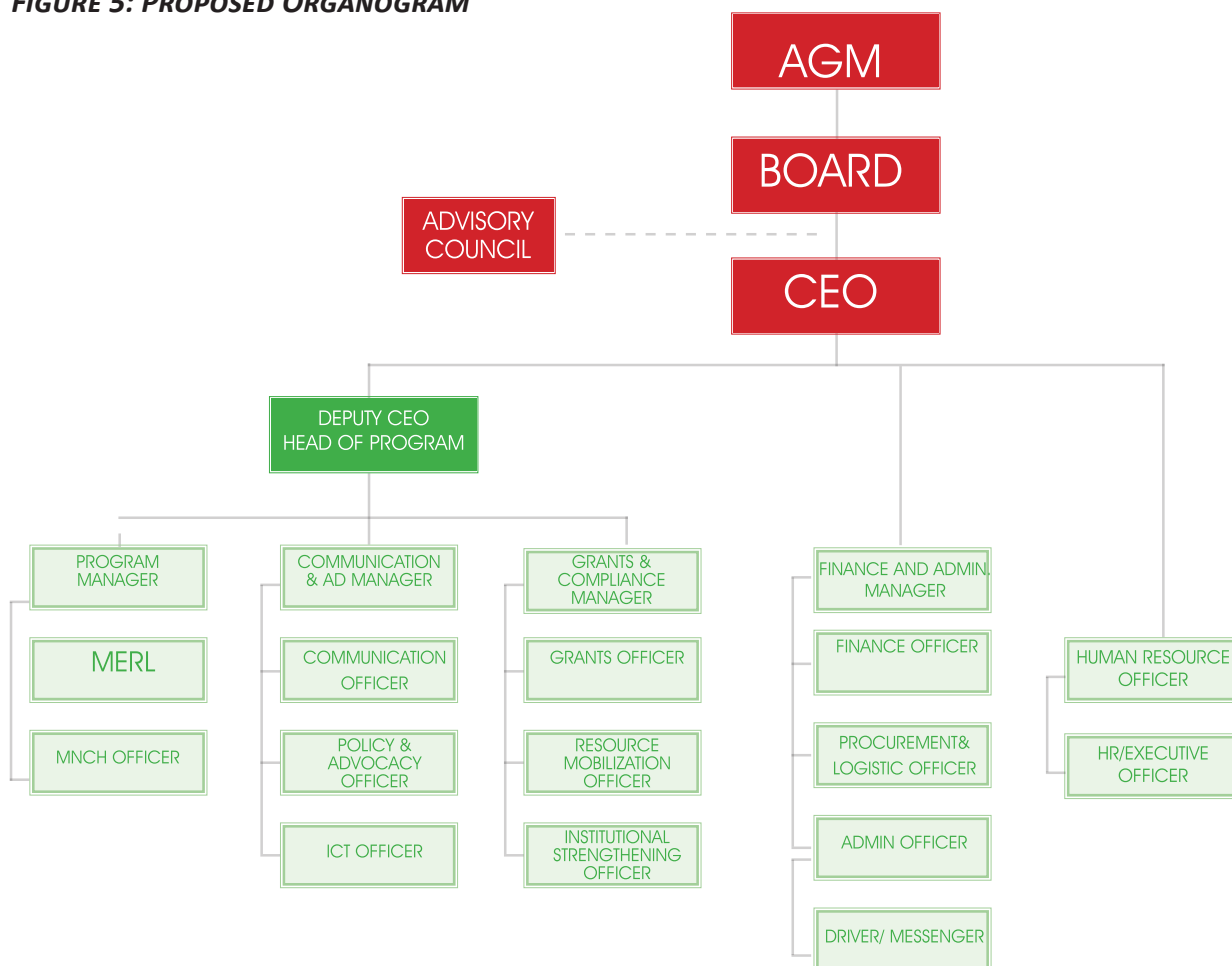 FIGURE 5: PROPOSED ORGANOGRAM
AGM
BOARD
ADVISORY
COUNCIL
CEO
DEPUTY CEO
HEAD OF PROGRAM
PROGRAM
MANAGER
MERL
MNCH OFFICER
COMMUNICATION
& AD MANAGER
COMMUNICATION
OFFICER
POLICY &
ADVOCACY
OFFICER
ICT OFFICER
GRANTS &
COMPLIANCE
MANAGER
GRANTS OFFICER
RESOURCE
MOBILIZATION
OFFICER
INSTITUTIONAL
STRENGTHENING
OFFICER
FINANCE AND ADMIN.
MANAGER
FINANCE OFFICER
PROCUREMENT&
LOGISTIC OFFICER
ADMIN OFFICER
DRIVER/ MESSENGER
HUMAN RESOURCE
OFFICER
HR/EXECUTIVE
OFFICER